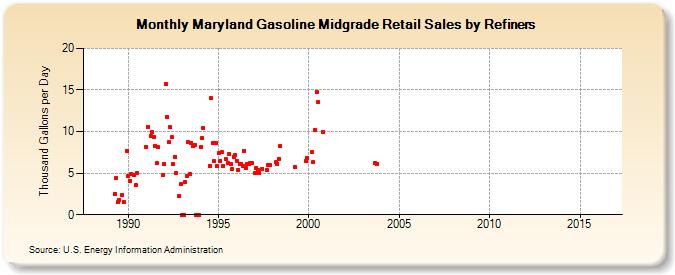 Monthly Maryland Gasoline Midgrade Retail Sales by Refiners
Thousand Gallons per Day
20
15
10
5
0
1990 1995 2000 2005 2010 2015
Source: U.S. Energy Information Administration